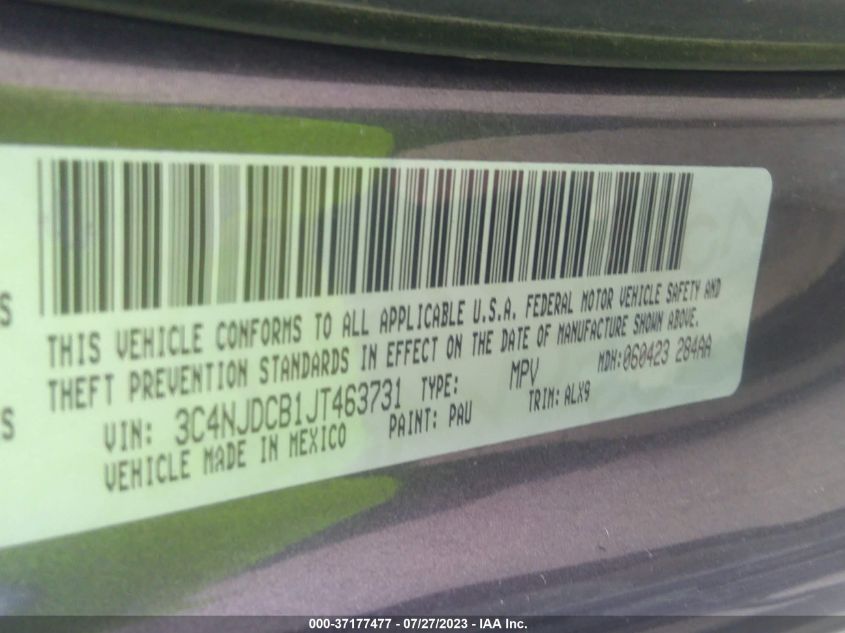 THIS VEHICLE CONFORMS TO ALL APPLICABLE U.S.A. FEDERAL MOTOR VEHICLE SAFETY AND
THEFT PREVENTION STANDARDS IN EFFECT ON THE DATE OF MANUFACTURE SHOWN ABOVE.
VIN: 3C4NJDCB1JT463731 TYPE: MPV MDH:060423 284AA
VEHICLE MADE IN MEXICO PAINT: PAU TRIM: ALX9
S
S
000-37177477 - 07/27/2023 - IAA Inc.